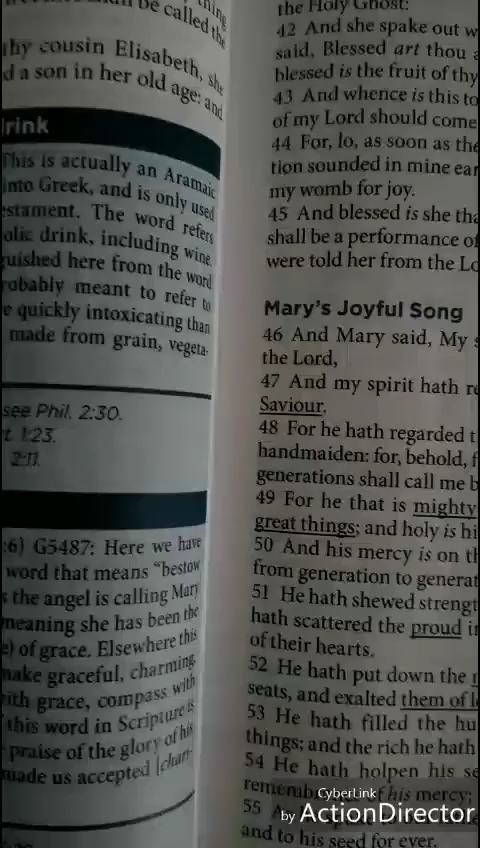 thing
be called the
thy cousin Elisabeth, she
d a son in her old age: and
rink
This is actually an Aramaic
into Greek, and is only used
estament. The word refers
olic drink, including wine.
guished here from the word
robably meant to refer to
e quickly intoxicating than
made from grain, vegeta-
see Phil. 2:30.
t. 1:23.
2:11.
:6) G5487: Here we have
word that means "bestow
s the angel is calling Mary
meaning she has been the
e) of grace. Elsewhere this
make graceful, charming,
with grace, compass with
this word in Scripture is
praise of the glory of his
made us accepted [char-
the Holy Ghost:
42 And she spake out w
said, Blessed art thou a
blessed is the fruit of thy
43 And whence is this to
of my Lord should come
44 For, lo, as soon as the
tion sounded in mine ear
my womb for joy.
45 And blessed is she tha
shall be a performance of
were told her from the Lo
Mary's Joyful Song
46 And Mary said, My s
the Lord,
47 And my spirit hath re
Saviour.
48 For he hath regarded t
handmaiden: for, behold, f
generations shall call me b
49 For he that is mighty
great things; and holy is hi
50 And his mercy is on th
from generation to generat
51 He hath shewed strengt
hath scattered the proud i
of their hearts.
52 He hath put down the
seats, and exalted them of l
53 He hath filled the hu
things; and the rich he hath
54 He hath holpen his se
of his mercy;
55
and to his seed for ever.
CyberLink
by ActionDirector